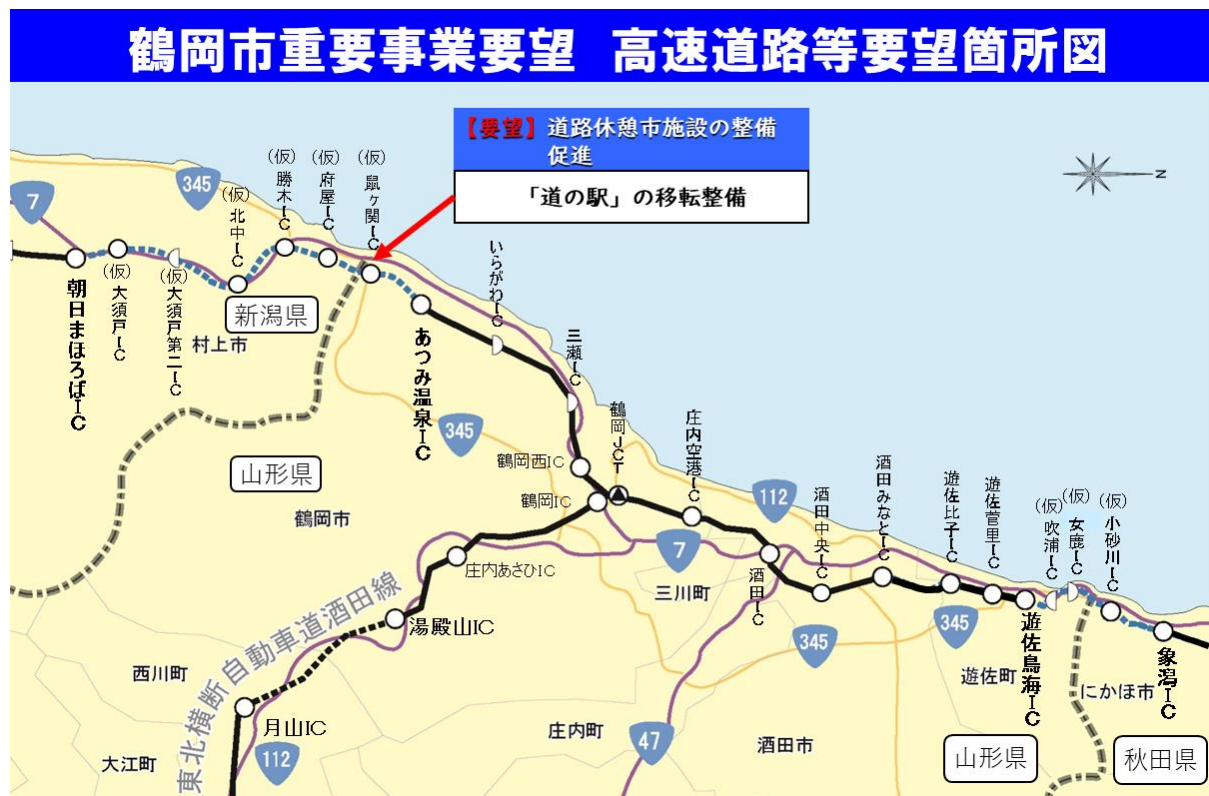 鶴岡市重要事業要望 高速道路等要望箇所図
【要望】道路休憩市施設の整備
促進
「道の駅」の移転整備
N
7
345
(仮)北中IC
(仮)勝木IC
(仮)府屋IC
(仮)鼠ヶ関IC
いらがわIC
朝日まほろばIC
(仮)大須戸IC
(仮)大須戸第二IC
新潟県
村上市
あつみ温泉IC
三瀬IC
345
鶴岡西IC
鶴岡JCT
鶴岡IC
庄内空港IC
112
山形県
鶴岡市
7
庄内あさひIC
三川町
酒田IC
酒田中央IC
酒田みなとIC
遊佐比子IC
遊佐菅里IC
(仮)吹浦IC
(仮)女鹿IC
(仮)小砂川IC
湯殿山IC
東北横断自動車道酒田線
345
345
遊佐町
遊佐鳥海IC
にかほ市
象潟IC
西川町
月山IC
112
大江町
庄内町
47
酒田市
山形県
秋田県